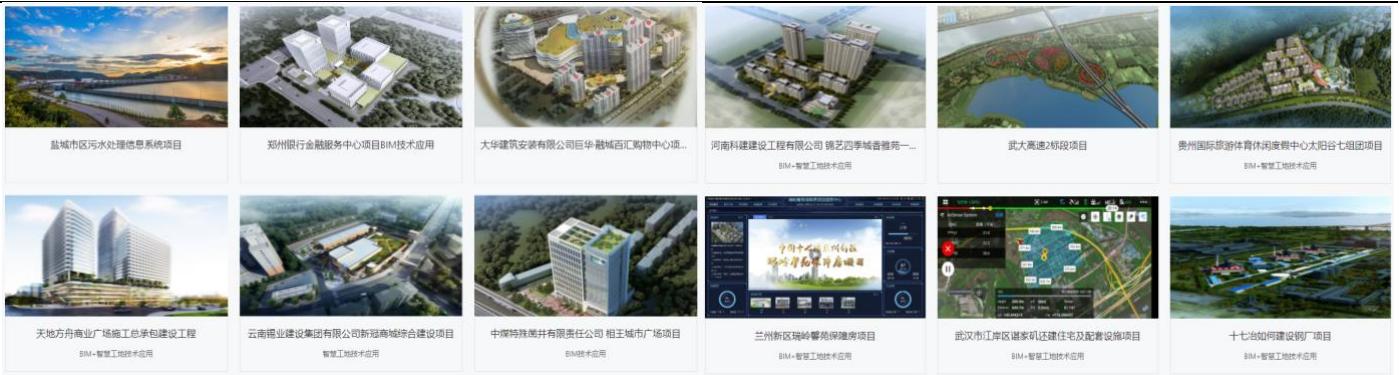 盐城市区污水处理信息系统项目
郑州银行金融服务中心项目BIM技术应用
大华建筑安装有限公司巨华·融城百汇购物中心项...
河南科建建设工程有限公司 锦艺四季城香雅苑一...
BIM+智慧工地技术应用
武大高速2标段项目
贵州国际旅游体育休闲度假中心太阳谷七组团项目
BIM+智慧工地技术应用
天地方舟商业广场施工总承包建设工程
BIM+智慧工地技术应用
云南锡业建设集团有限公司新冠商城综合建设项目
智慧工地技术应用
中煤特殊凿井有限责任公司 相王城市广场项目
BIM技术应用
兰州新区瑞岭馨苑保障房项目
BIM+智慧工地技术应用
武汉市江岸区谌家矶还建住宅及配套设施项目
BIM+智慧工地技术应用
十七冶如何建设钢厂项目
BIM+智慧工地技术应用